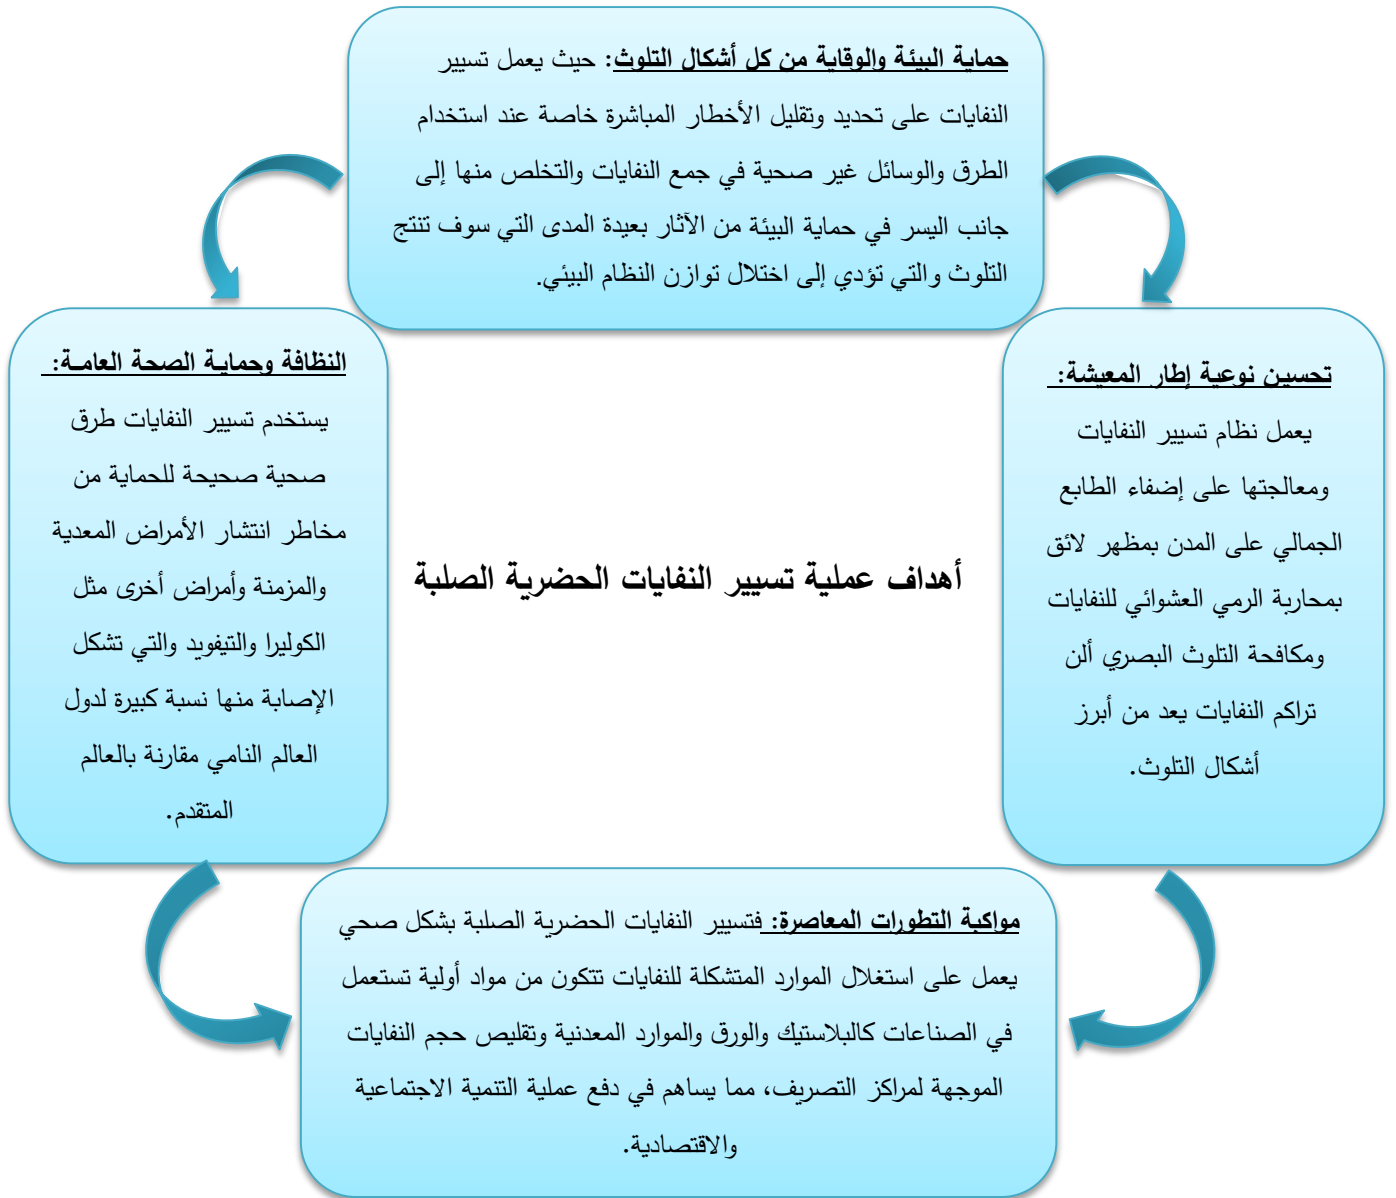 حماية البيئة والوقاية من كل أشكال التلوث: حيث يعمل تسيير
النفايات على تحديد وتقليل الأخطار المباشرة خاصة عند استخدام
الطرق والوسائل غير صحية في جمع النفايات والتخلص منها إلى
جانب اليسر في حماية البيئة من الآثار بعيدة المدى التي سوف تنتج
التلوث والتي تؤدي إلى اختلال توازن النظام البيئي.
تحسين نوعية إطار المعيشة:
يعمل نظام تسيير النفايات
ومعالجتها على إضفاء الطابع
الجمالي على المدن بمظهر لائق
بمحاربة الرمي العشوائي للنفايات
ومكافحة التلوث البصري ألن
تراكم النفايات يعد من أبرز
أشكال التلوث.
أهداف عملية تسيير النفايات الحضرية الصلبة
النظافة وحماية الصحة العامة:
يستخدم تسيير النفايات طرق
صحية صحيحة للحماية من
مخاطر انتشار الأمراض المعدية
والمزمنة وأمراض أخرى مثل
الكوليرا والتيفويد والتي تشكل
الإصابة منها نسبة كبيرة لدول
العالم النامي مقارنة بالعالم
المتقدم.
مواكبة التطورات المعاصرة: فتسيير النفايات الحضرية الصلبة بشكل صحي
يعمل على استغلال الموارد المتشكلة للنفايات تتكون من مواد أولية تستعمل
في الصناعات كالبلاستيك والورق والموارد المعدنية وتقليص حجم النفايات
الموجهة لمراكز التصريف، مما يساهم في دفع عملية التنمية الاجتماعية
والاقتصادية.